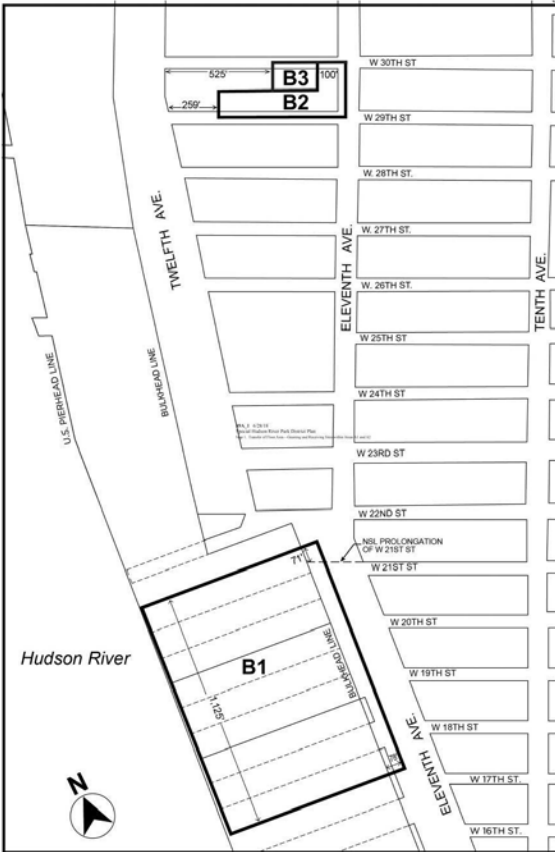 W 30TH ST
525'
B3
100'
259'
B2
W 29TH ST
W. 28TH ST.
TWELFTH AVE.
W. 27TH ST.
ELEVENTH AVE.
TENTH AVE.
W. 26TH ST.
W 25TH ST
U.S. PIERHEAD LINE
BULKHEAD LINE
W 24TH ST
Special Hudson River Park District Plan
W 23RD ST
W 22ND ST
NSL PROLONGATION
OF W 21ST ST
71'
W 21ST ST
W 20TH ST
Hudson River
B1
BULKHEAD LINE
W 19TH ST
1,125'
ELEVENTH AVE.
W 18TH ST
W 17TH ST.
N
W 16TH ST.